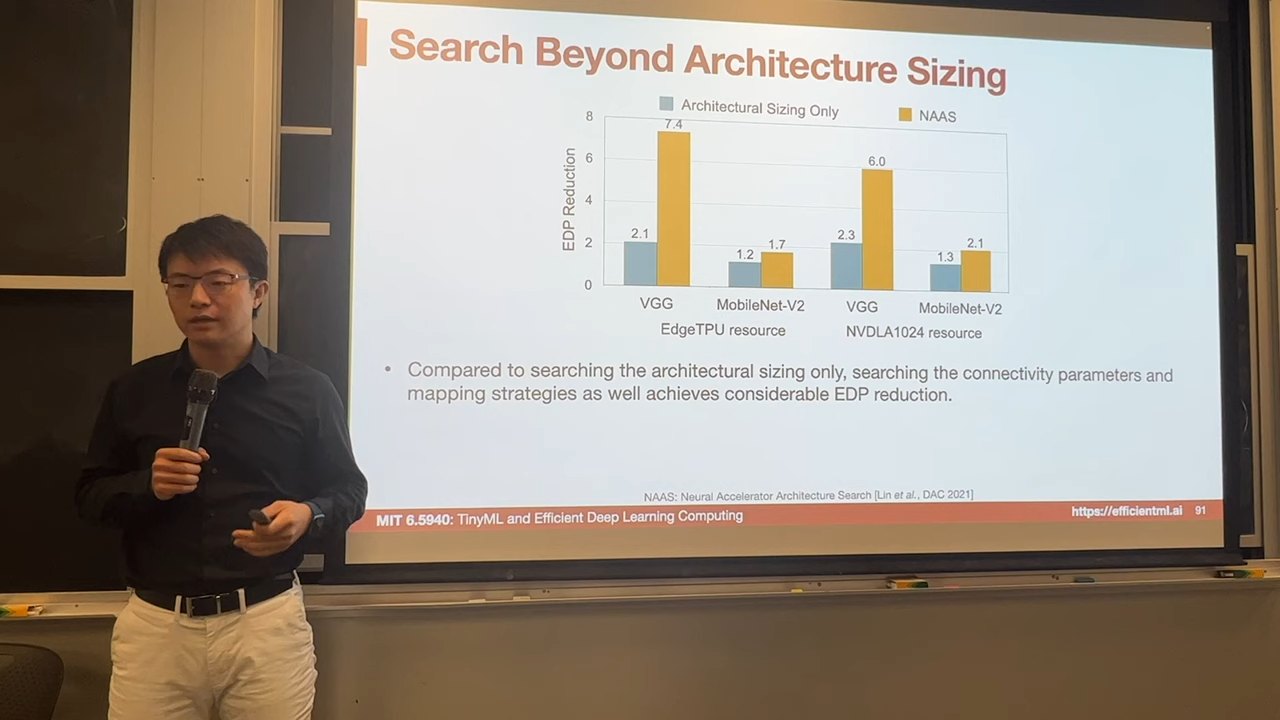 Search Beyond Architecture Sizing
Architectural Sizing Only
NAAS
EDP Reduction
8
6
4
2
0
2.1
7.4
1.2
1.7
2.3
6.0
1.3
2.1
VGG
MobileNet-V2
VGG
MobileNet-V2
EdgeTPU resource
NVDLA1024 resource
• Compared to searching the architectural sizing only, searching the connectivity parameters and
mapping strategies as well achieves considerable EDP reduction.
NAAS: Neural Accelerator Architecture Search [Lin et al., DAC 2021]
MIT 6.5940: TinyML and Efficient Deep Learning Computing
https://efficientml.ai
91